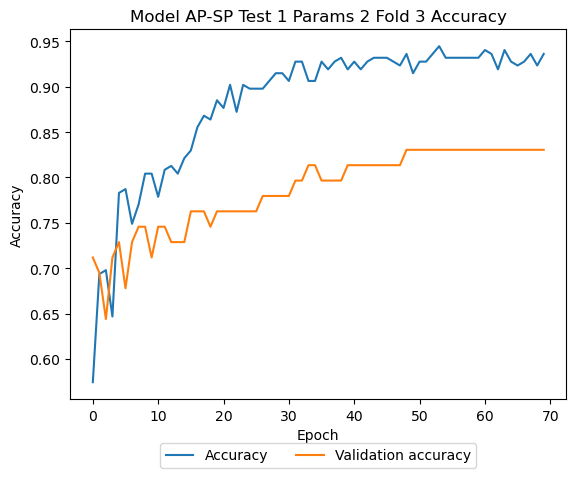 Model AP-SP Test 1 Params 2 Fold 3 Accuracy
0.95
0.90
0.85
0.80
0.75
0.70
0.65
0.60
Accuracy
0 10 20 30 40 50 60 70
Epoch
Accuracy Validation accuracy